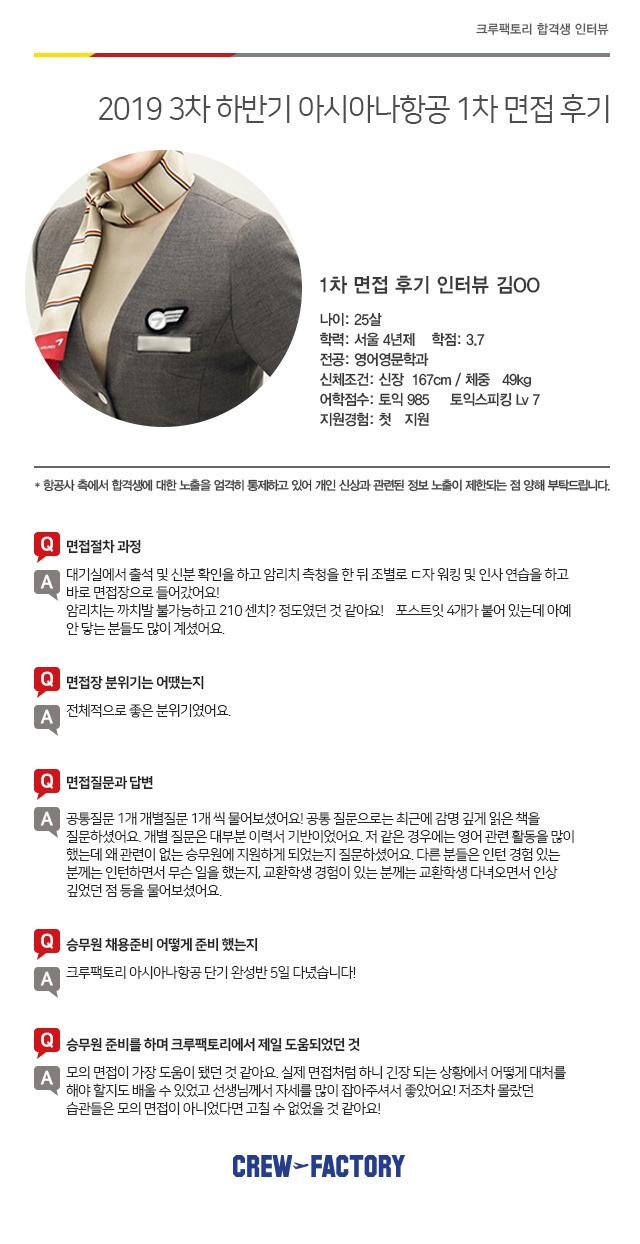 크루팩토리 합격생 인터뷰
2019 3차 하반기 아시아나항공 1차 면접 후기
1차 면접 후기 인터뷰 김OO
나이: 25살
학력: 서울 4년제 학점: 3.7
전공: 영어영문학과
신체조건: 신장 167cm / 체중 49kg
어학점수: 토익 985 토익스피킹 Lv 7
지원경험: 첫 지원
* 항공사 측에서 합격생에 대한 노출을 엄격히 통제하고 있어 개인 신상과 관련된 정보 노출이 제한되는 점 양해 부탁드립니다.
Q 면접절차 과정
A 대기실에서 출석 및 신분 확인을 하고 암리치 측청을 한 뒤 조별로 ㄷ자 워킹 및 인사 연습을 하고
바로 면접장으로 들어갔어요!
암리치는 까치발 불가능하고 210 센치? 정도였던 것 같아요! 포스트잇 4개가 붙어 있는데 아예
안 닿는 분들도 많이 계셨어요.
Q 면접장 분위기는 어땠는지
A 전체적으로 좋은 분위기였어요.
Q 면접질문과 답변
A 공통질문 1개 개별질문 1개 씩 물어보셨어요! 공통 질문으로는 최근에 감명 깊게 읽은 책을
질문하셨어요. 개별 질문은 대부분 이력서 기반이었어요. 저 같은 경우에는 영어 관련 활동을 많이
했는데 왜 관련이 없는 승무원에 지원하게 되었는지 질문하셨어요. 다른 분들은 인턴 경험 있는
분께는 인턴하면서 무슨 일을 했는지, 교환학생 경험이 있는 분께는 교환학생 다녀오면서 인상
깊었던 점 등을 물어보셨어요.
Q 승무원 채용준비 어떻게 준비 했는지
A 크루팩토리 아시아나항공 단기 완성반 5일 다녔습니다!
Q 승무원 준비를 하며 크루팩토리에서 제일 도움되었던 것
A 모의 면접이 가장 도움이 됐던 것 같아요. 실제 면접처럼 하니 긴장 되는 상황에서 어떻게 대처를
해야 할지도 배울 수 있었고 선생님께서 자세를 많이 잡아주셔서 좋았어요! 저조차 몰랐던
습관들은 모의 면접이 아니었다면 고칠 수 없었을 것 같아요!
CREW FACTORY